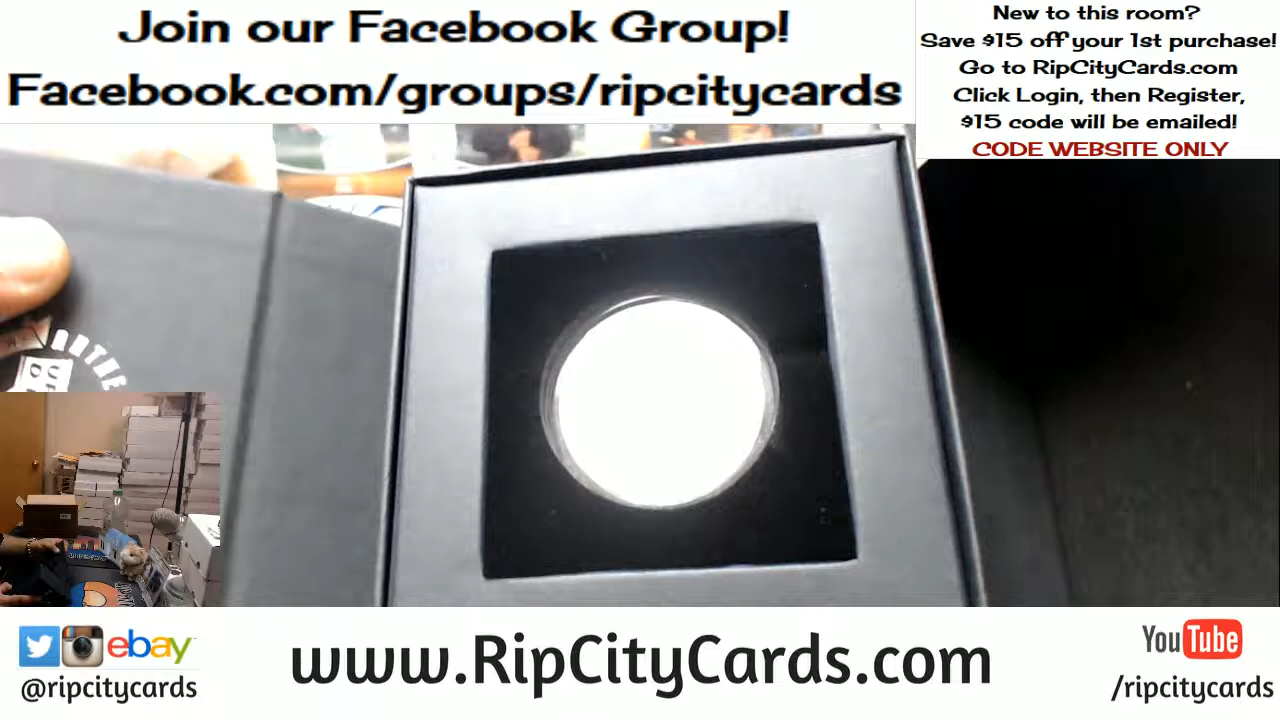 Join our Facebook Group!
Facebook.com/groups/ripcitycards
New to this room?
Save $15 off your 1st purchase!
Go to RipCityCards.com
Click Login, then Register,
$15 code will be emailed!
CODE WEBSITE ONLY
ebay
@ripcitycards
www.RipCityCards.com
YouTube
/ripcitycards